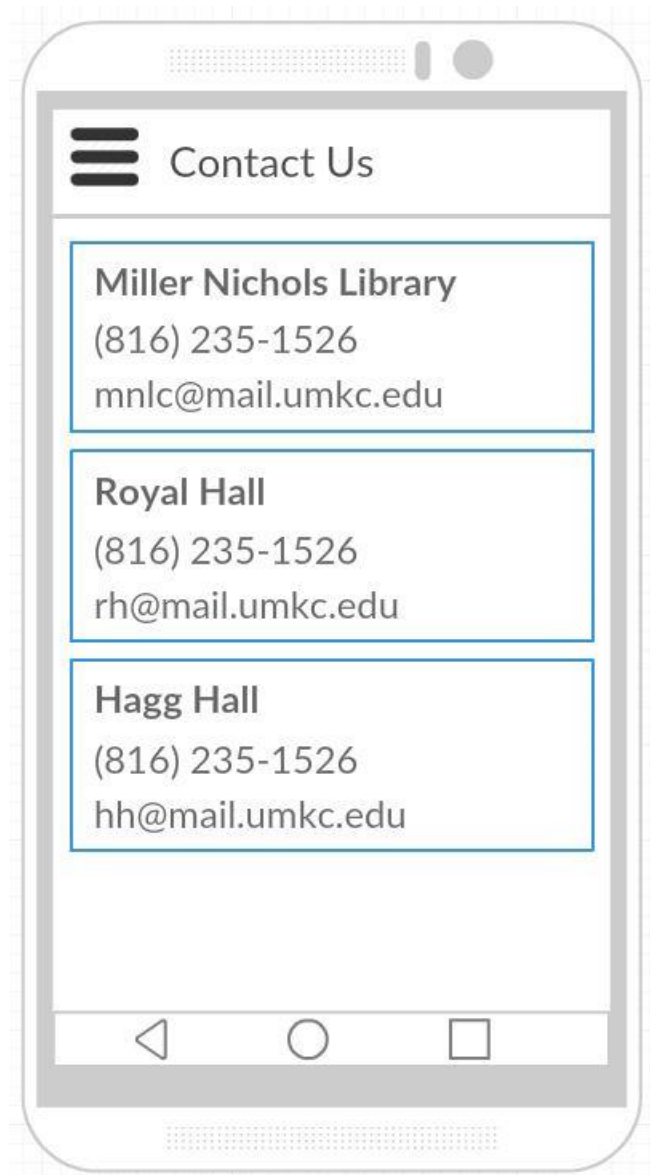 Contact Us
Miller Nichols Library
(816) 235-1526
mnlc@mail.umkc.edu
Royal Hall
(816) 235-1526
rh@mail.umkc.edu
Hagg Hall
(816) 235-1526
hh@mail.umkc.edu